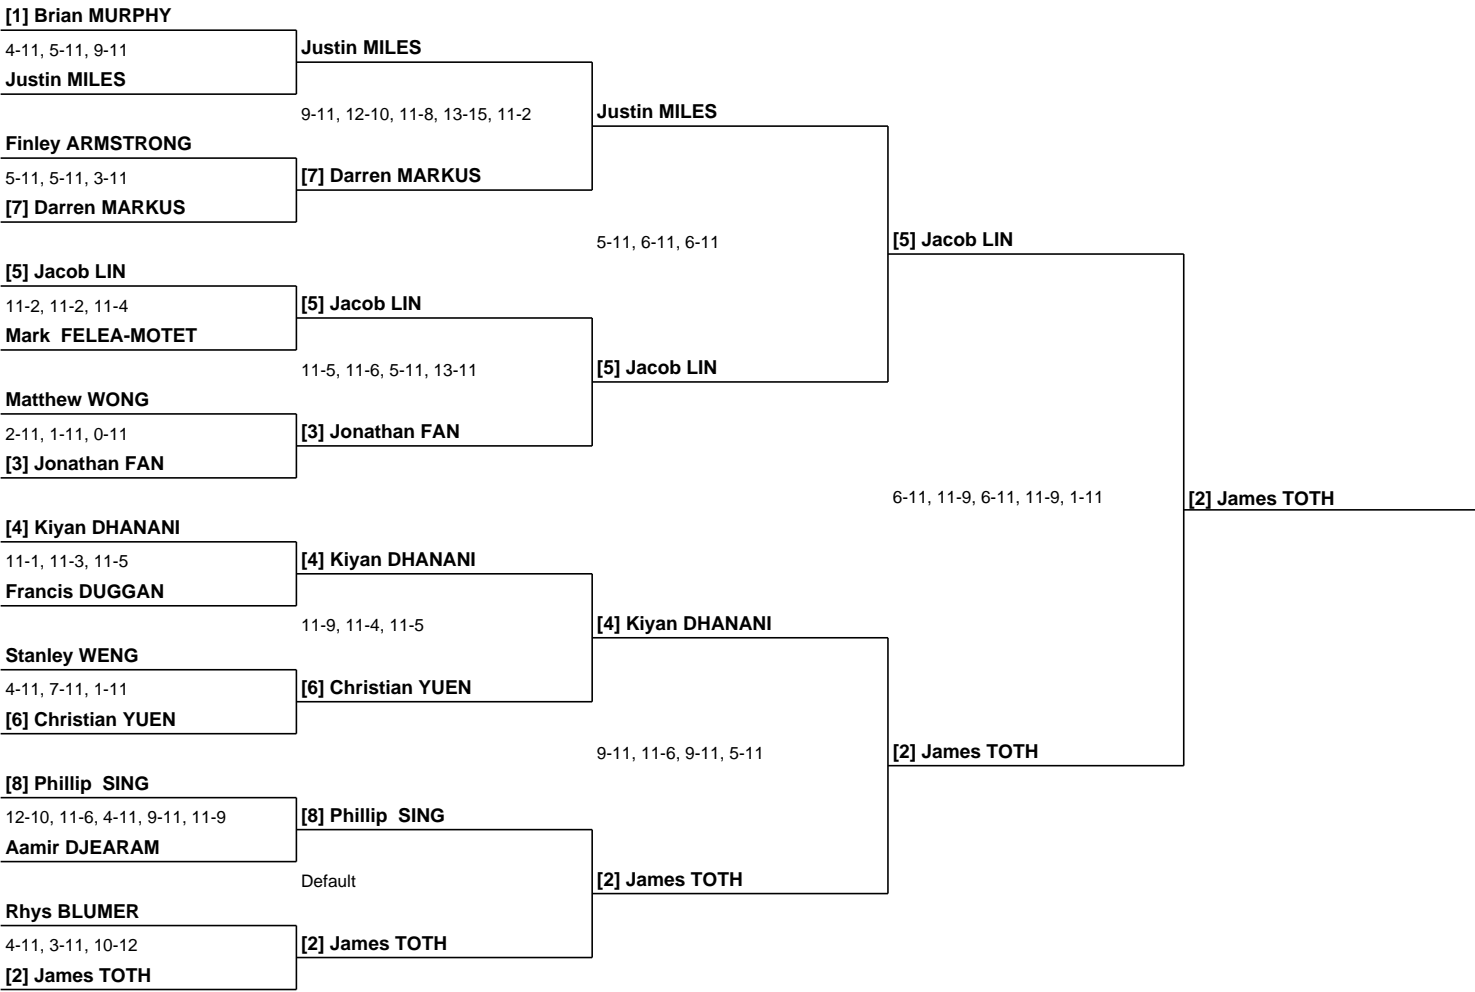 [1] Brian MURPHY
4-11, 5-11, 9-11
Justin MILES
Finley ARMSTRONG
5-11, 5-11, 3-11
[7] Darren MARKUS
[5] Jacob LIN
11-2, 11-2, 11-4
Mark  FELEA-MOTET
Matthew WONG
2-11, 1-11, 0-11
[3] Jonathan FAN
[4] Kiyan DHANANI
11-1, 11-3, 11-5
Francis DUGGAN
Stanley WENG
4-11, 7-11, 1-11
[6] Christian YUEN
[8] Phillip  SING
12-10, 11-6, 4-11, 9-11, 11-9
Aamir DJEARAM
Rhys BLUMER
4-11, 3-11, 10-12
[2] James TOTH
Justin MILES
9-11, 12-10, 11-8, 13-15, 11-2
[7] Darren MARKUS
[5] Jacob LIN
11-5, 11-6, 5-11, 13-11
[3] Jonathan FAN
[4] Kiyan DHANANI
11-9, 11-4, 11-5
[6] Christian YUEN
[8] Phillip  SING
Default
[2] James TOTH
Justin MILES
5-11, 6-11, 6-11
[5] Jacob LIN
[4] Kiyan DHANANI
9-11, 11-6, 9-11, 5-11
[2] James TOTH
[5] Jacob LIN
6-11, 11-9, 6-11, 11-9, 1-11
[2] James TOTH
[2] James TOTH